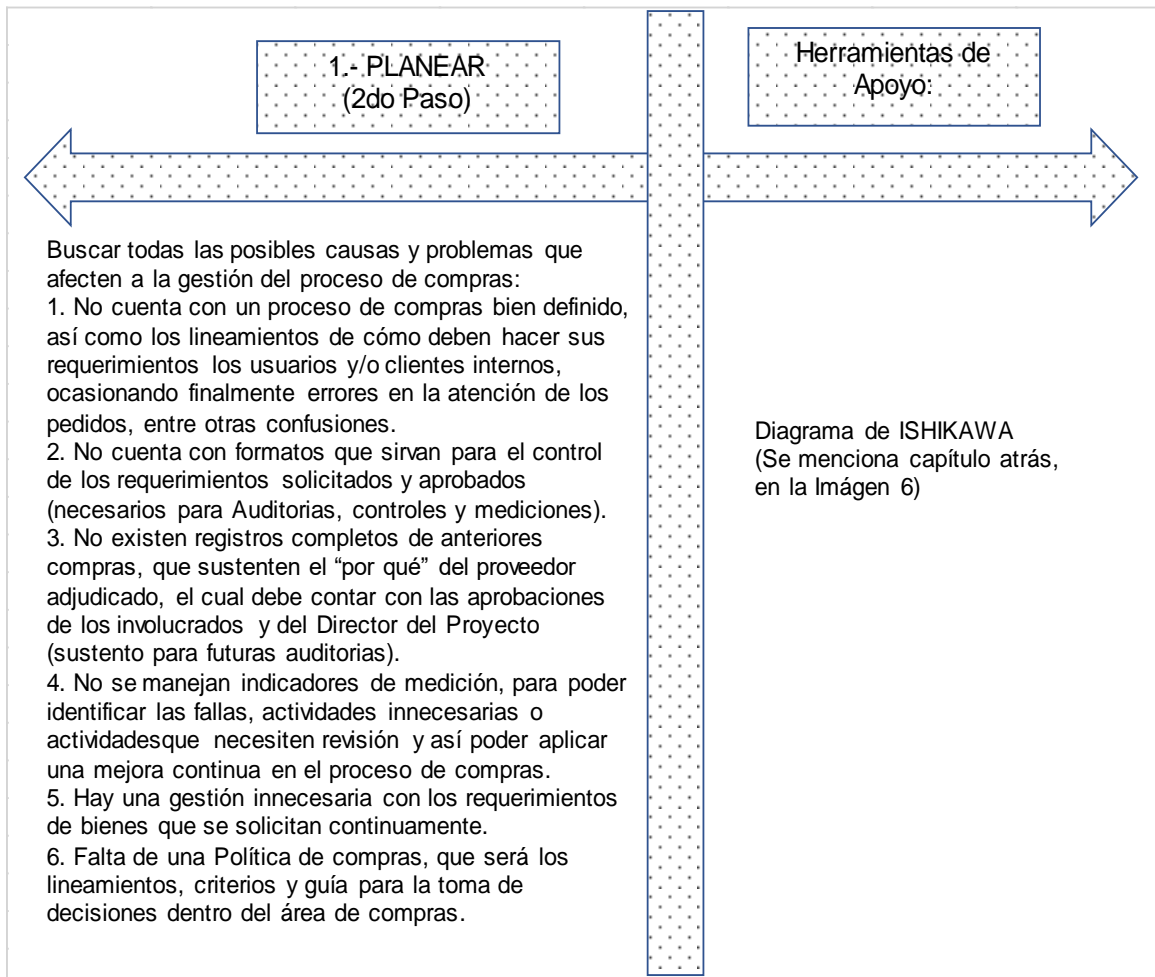 1.- PLANEAR
(2do Paso)
Herramientas de
Apoyo:
Buscar todas las posibles causas y problemas que
afecten a la gestión del proceso de compras:
1. No cuenta con un proceso de compras bien definido,
así como los lineamientos de cómo deben hacer sus
requerimientos los usuarios y/o clientes internos,
ocasionando finalmente errores en la atención de los
pedidos, entre otras confusiones.
2. No cuenta con formatos que sirvan para el control
de los requerimientos solicitados y aprobados
(necesarios para Auditorias, controles y mediciones).
3. No existen registros completos de anteriores
compras, que sustenten el “por qué” del proveedor
adjudicado, el cual debe contar con las aprobaciones
de los involucrados y del Director del Proyecto
(sustento para futuras auditorias).
4. No se manejan indicadores de medición, para poder
identificar las fallas, actividades innecesarias o
actividadesque necesiten revisión y así poder aplicar
una mejora continua en el proceso de compras.
5. Hay una gestión innecesaria con los requerimientos
de bienes que se solicitan continuamente.
6. Falta de una Política de compras, que será los
lineamientos, criterios y guía para la toma de
decisiones dentro del área de compras.
Diagrama de ISHIKAWA
(Se menciona capítulo atrás,
en la Imágen 6)